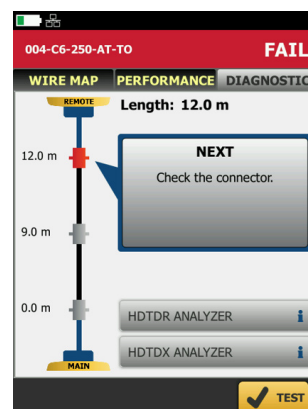 004-C6-250-AT-TO
FAIL
WIRE MAP
PERFORMANCE
DIAGNOSTIC
REMOTE
Length: 12.0 m
12.0 m
NEXT
Check the connector.
9.0 m
0.0 m
HDTDR ANALYZER i
HDTDX ANALYZER i
MAIN
TEST